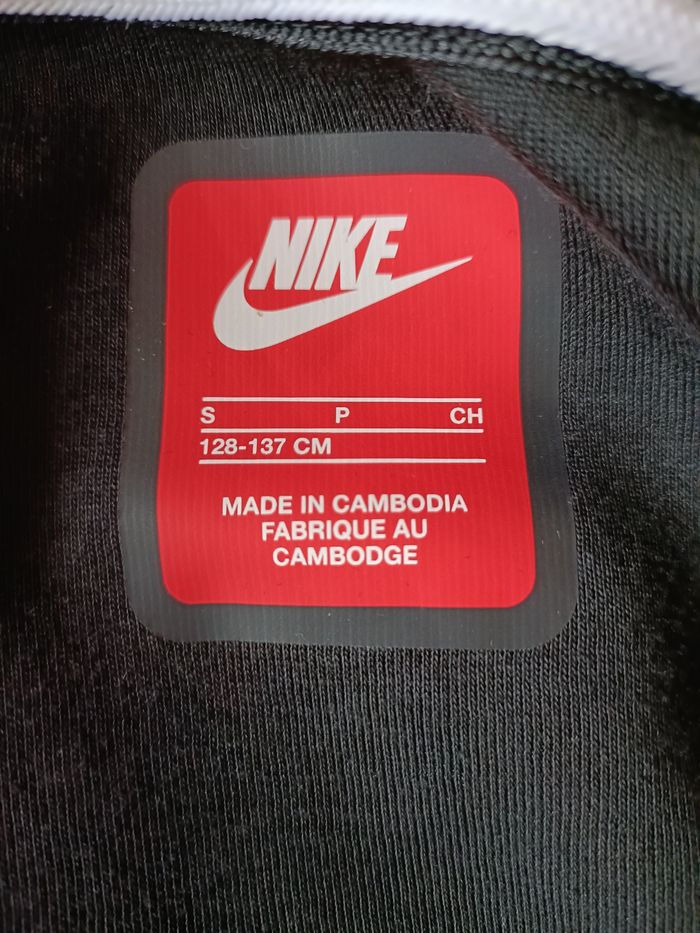 NIKE
S P CH
128-137 CM
MADE IN CAMBODIA
FABRIQUE AU
CAMBODGE